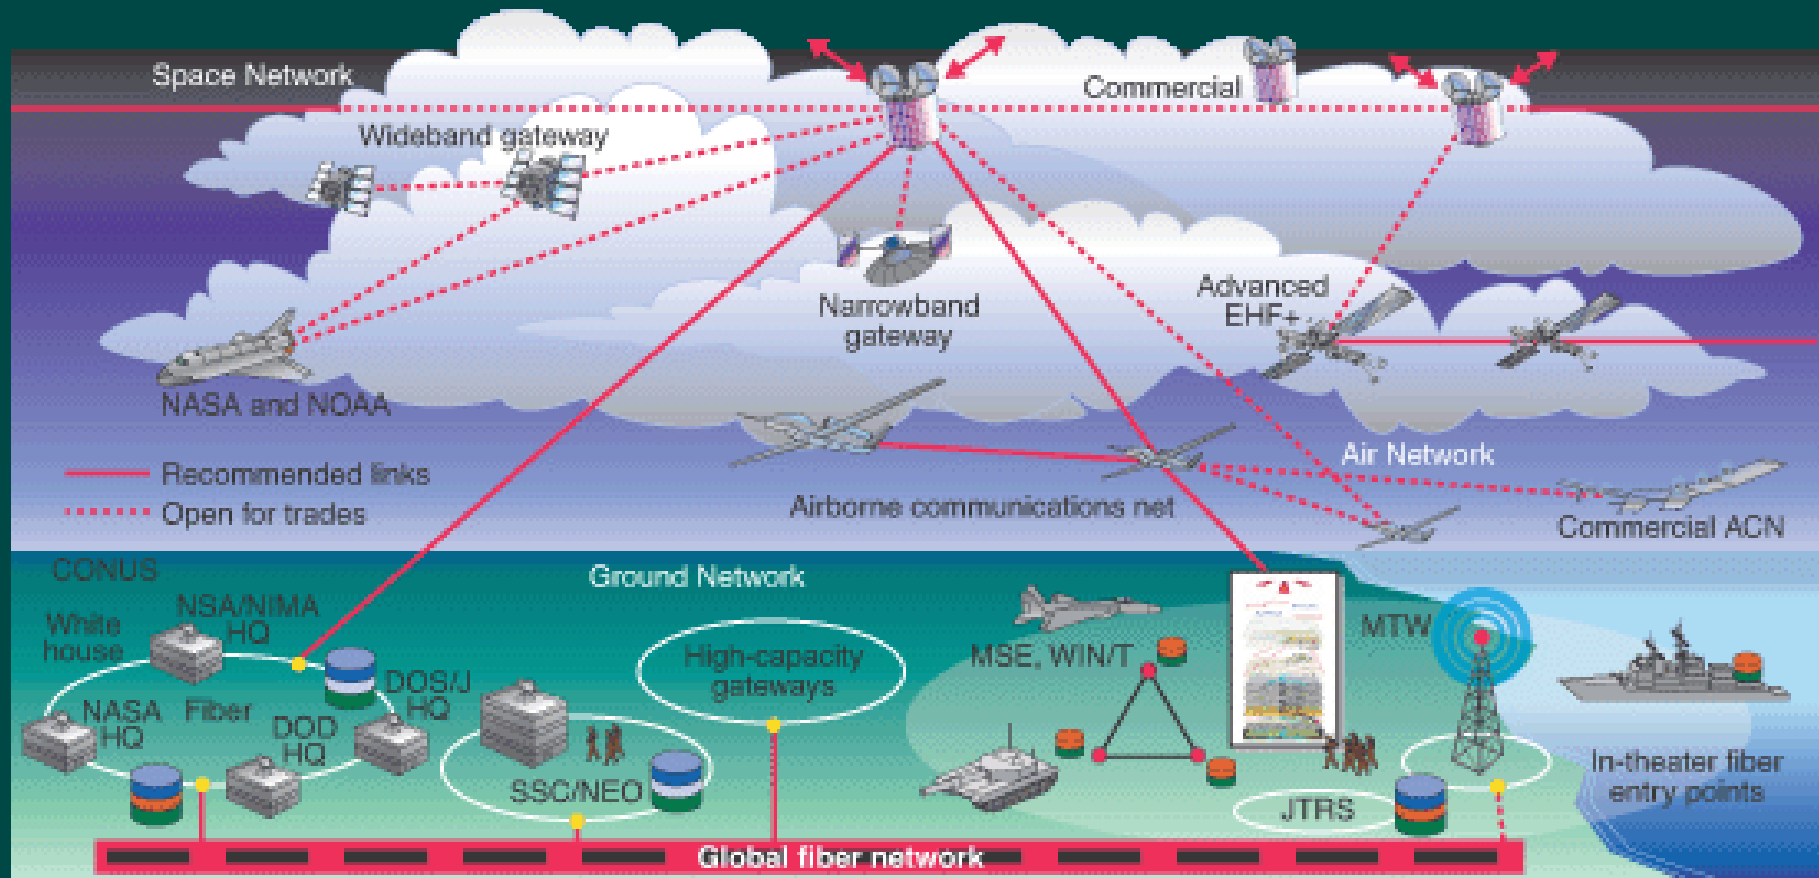 Space Network
Commercial
Wideband gateway
Narrowband
gateway
Advanced
EHF+
NASA and NOAA
Recommended links
Open for trades
Air Network
Airborne communications net
Commercial ACN
CONUS
Ground Network
NSA/NIMA
HQ
White
house
DOS/J
HQ
NASA
HQ
Fiber
DOD
HQ
High-capacity
gateways
SSC/NEO
MSE, WIN/T
MTW
JTRS
In-theater fiber
entry points
Global fiber network